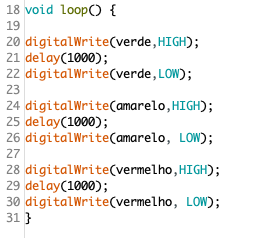 18 void loop() {
19
20 digitalWrite(verde,HIGH);
21 delay(1000);
22 digitalWrite(verde,LOW);
23
24 digitalWrite(amarelo,HIGH);
25 delay(1000);
26 digitalWrite(amarelo, LOW);
27
28 digitalWrite(vermelho,HIGH);
29 delay(1000);
30 digitalWrite(vermelho, LOW);
31 }